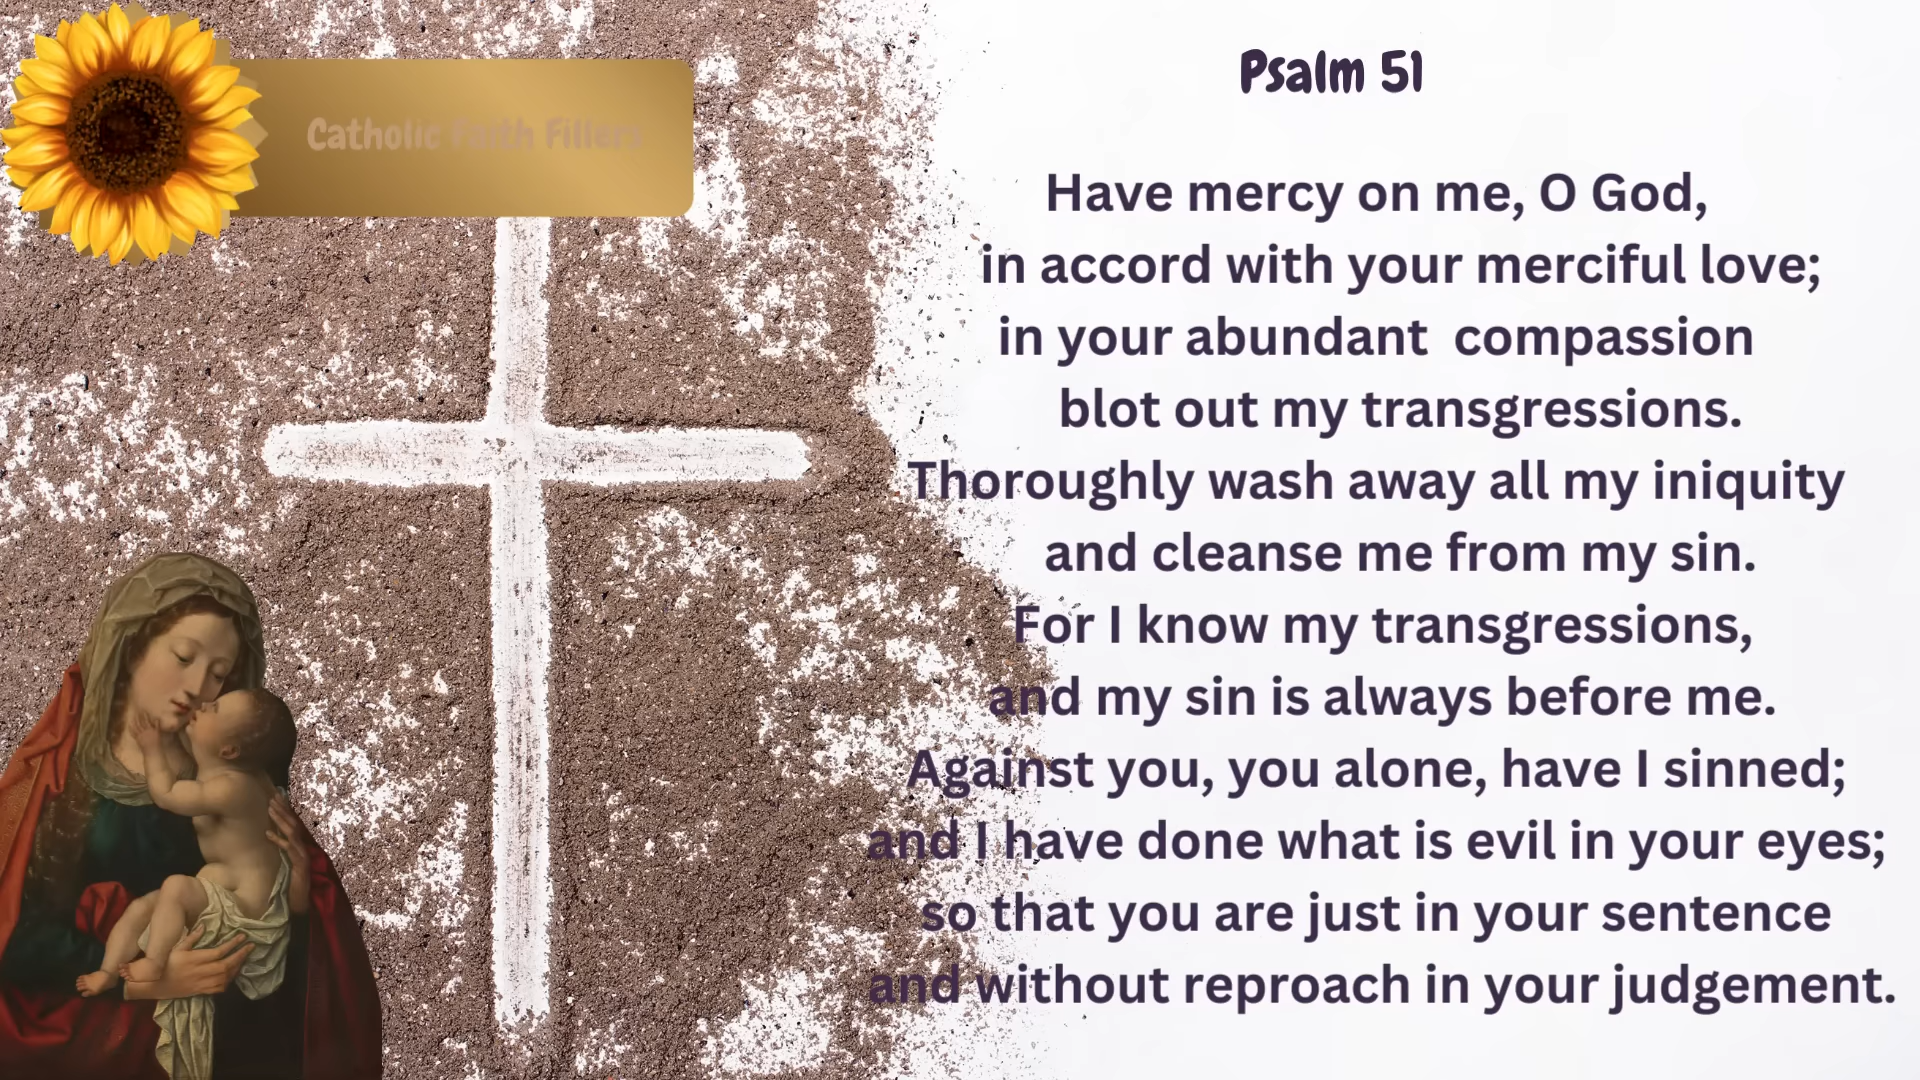 Catholic Faith Fillers
Psalm 51
Have mercy on me, O God,
in accord with your merciful love;
in your abundant  compassion
blot out my transgressions.
Thoroughly wash away all my iniquity
and cleanse me from my sin.
For I know my transgressions,
and my sin is always before me.
Against you, you alone, have I sinned;
and I have done what is evil in your eyes;
so that you are just in your sentence
and without reproach in your judgement.